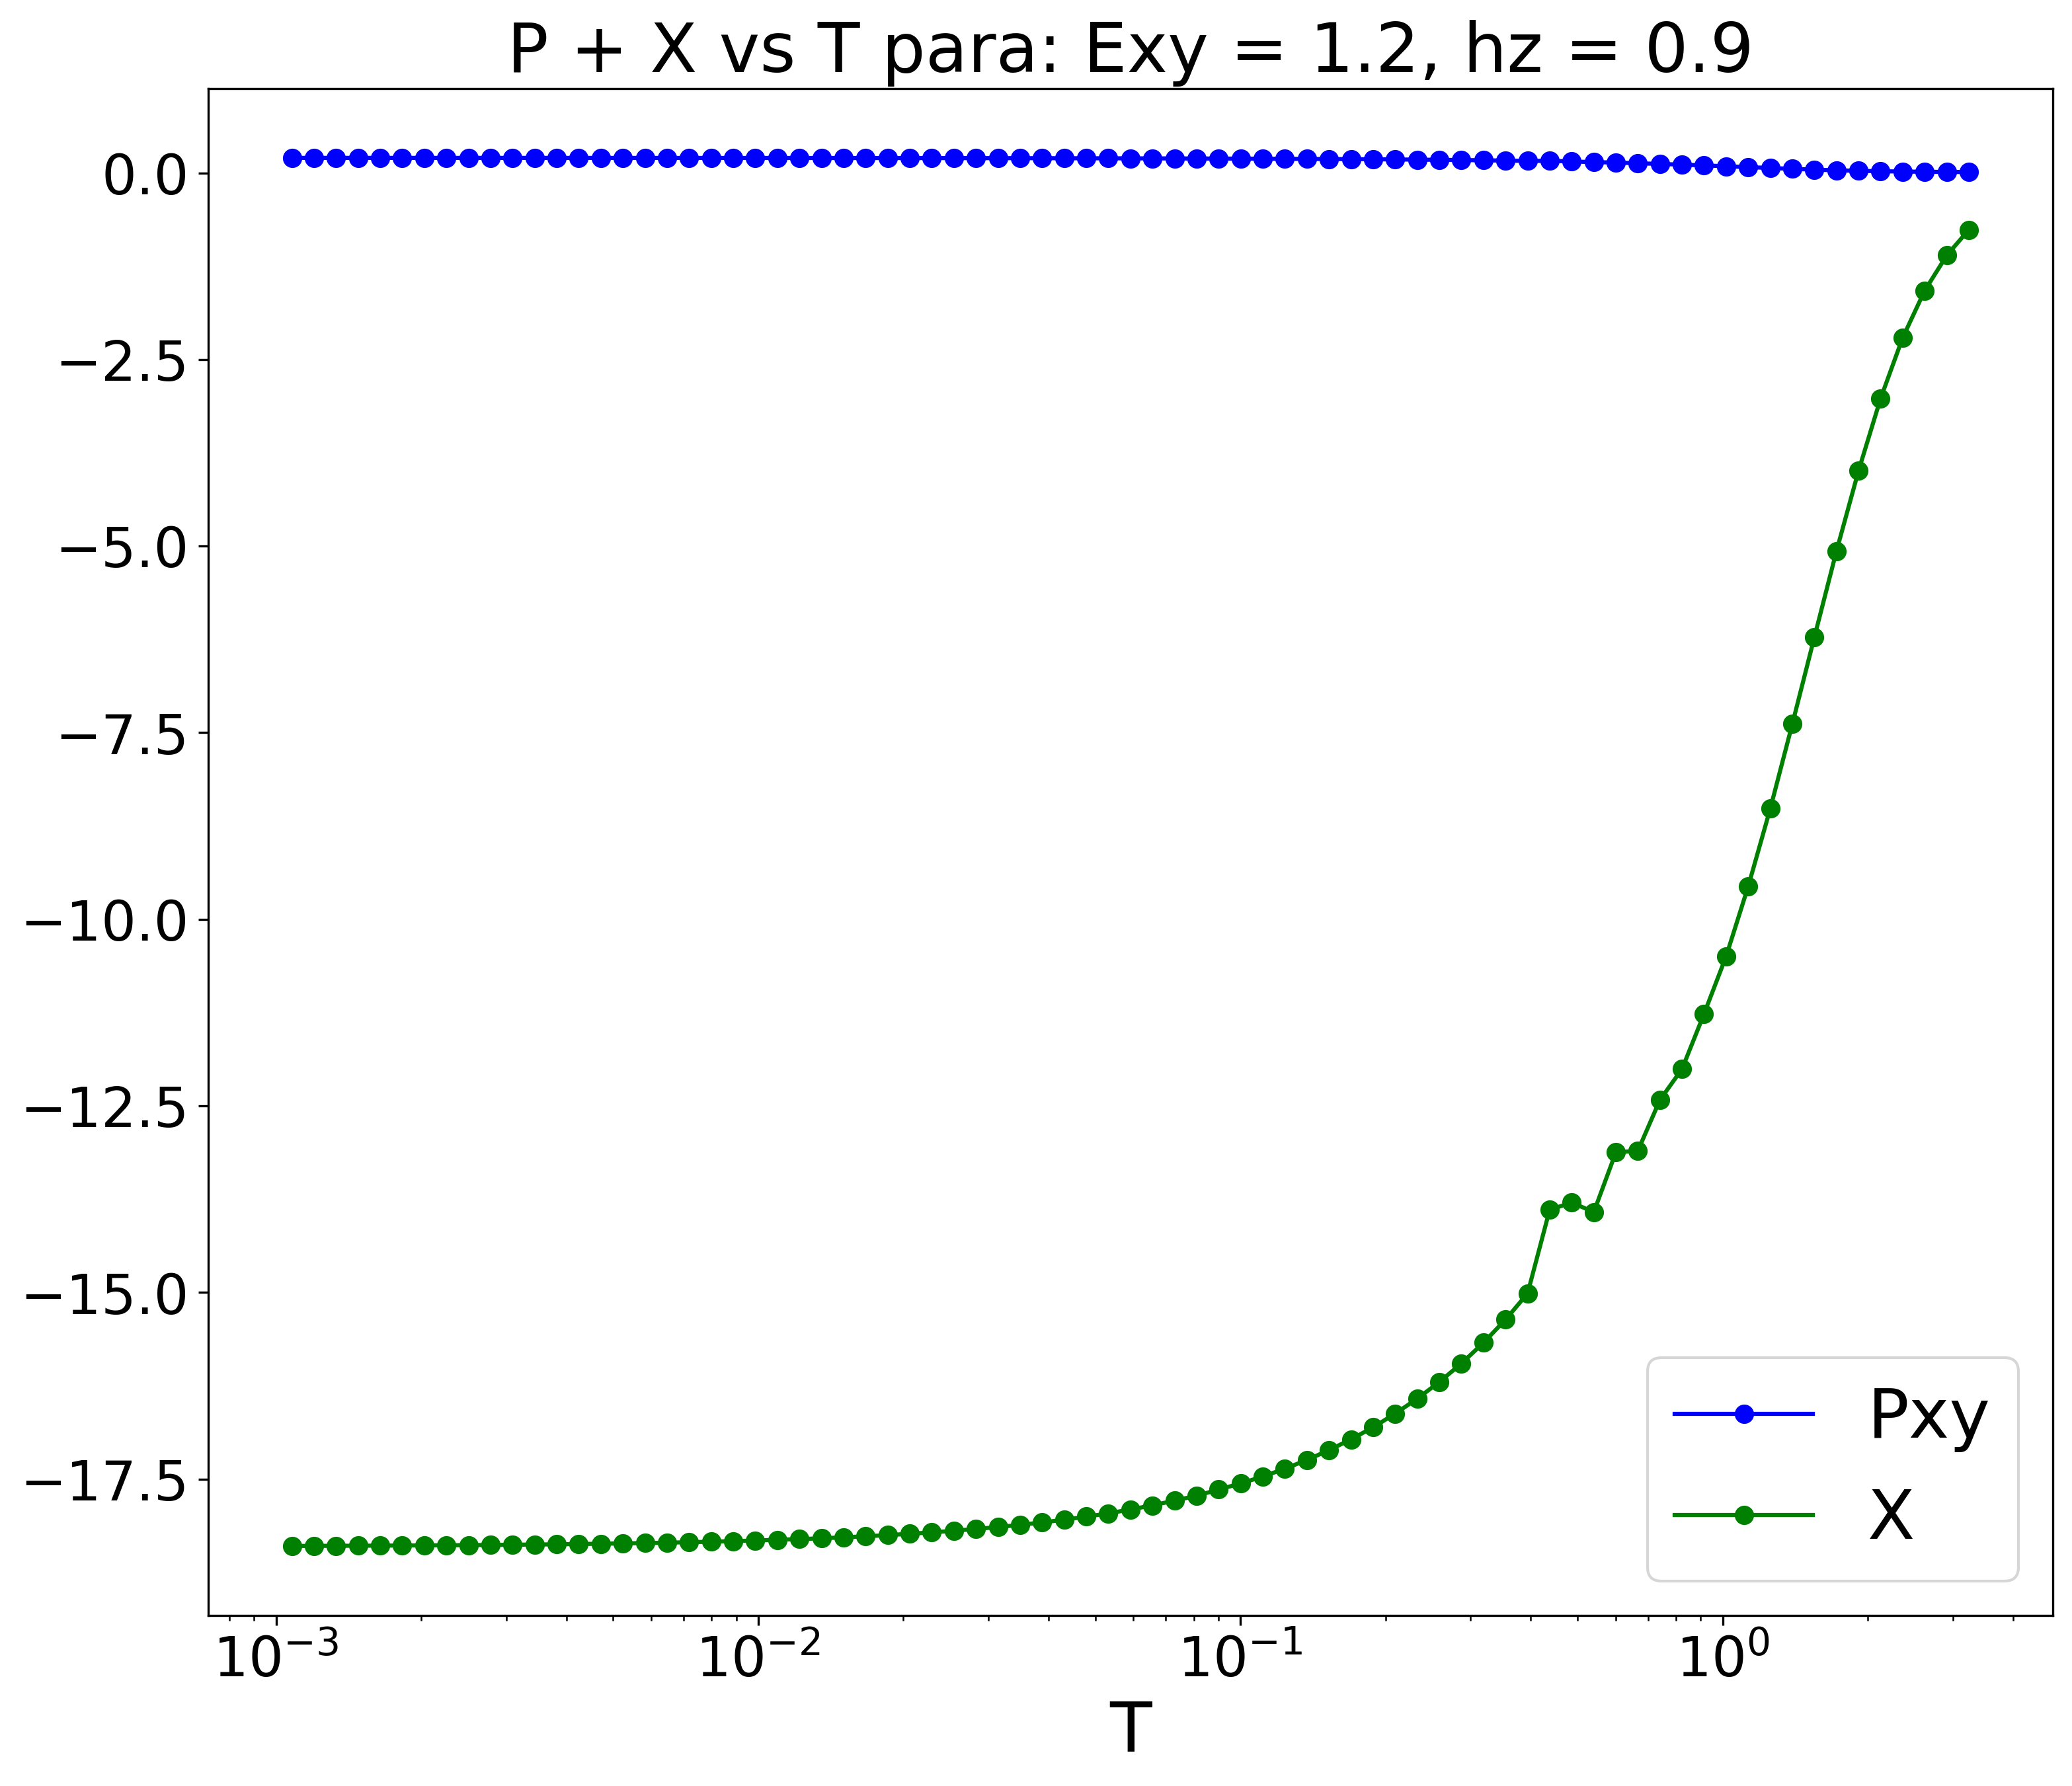 P + X vs T para: Exy = 1.2, hz = 0.9
0.0
−2.5
−5.0
−7.5
−10.0
−12.5
−15.0
−17.5
Pxy
X
10⁻³ 10⁻² 10⁻¹ 10⁰
T